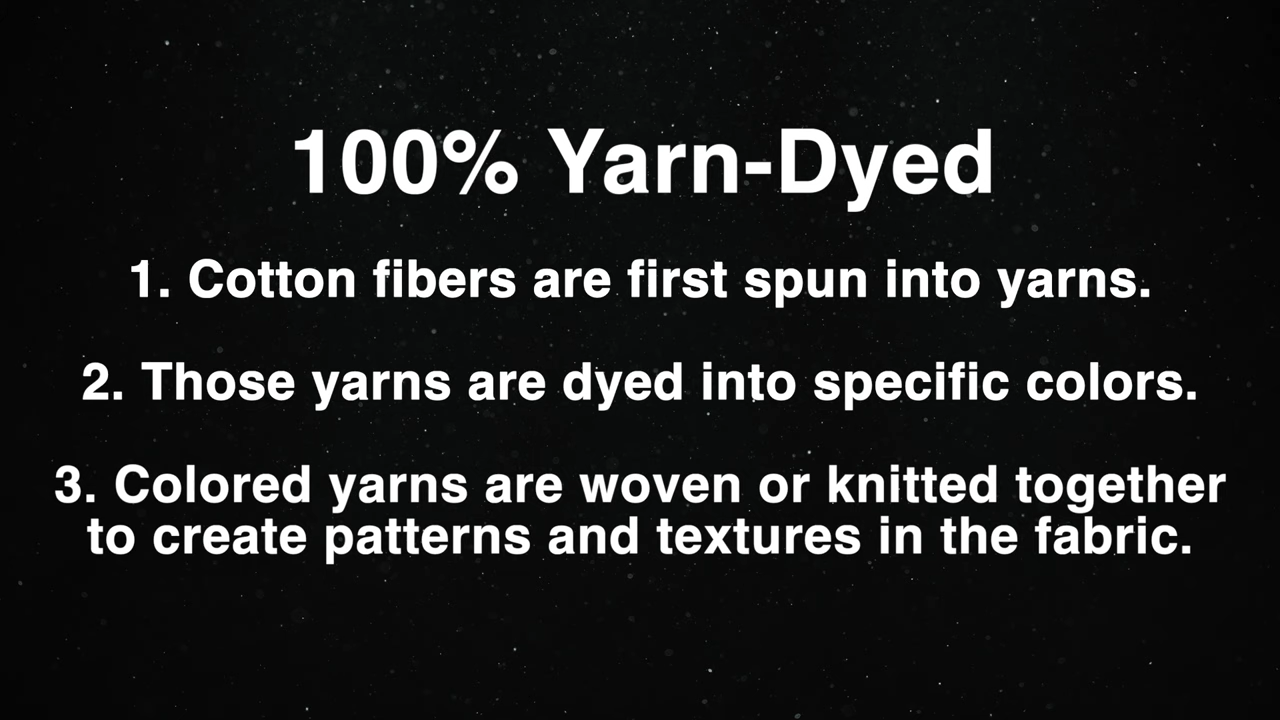 100% Yarn-Dyed
1. Cotton fibers are first spun into yarns.
2. Those yarns are dyed into specific colors.
3. Colored yarns are woven or knitted together
to create patterns and textures in the fabric.